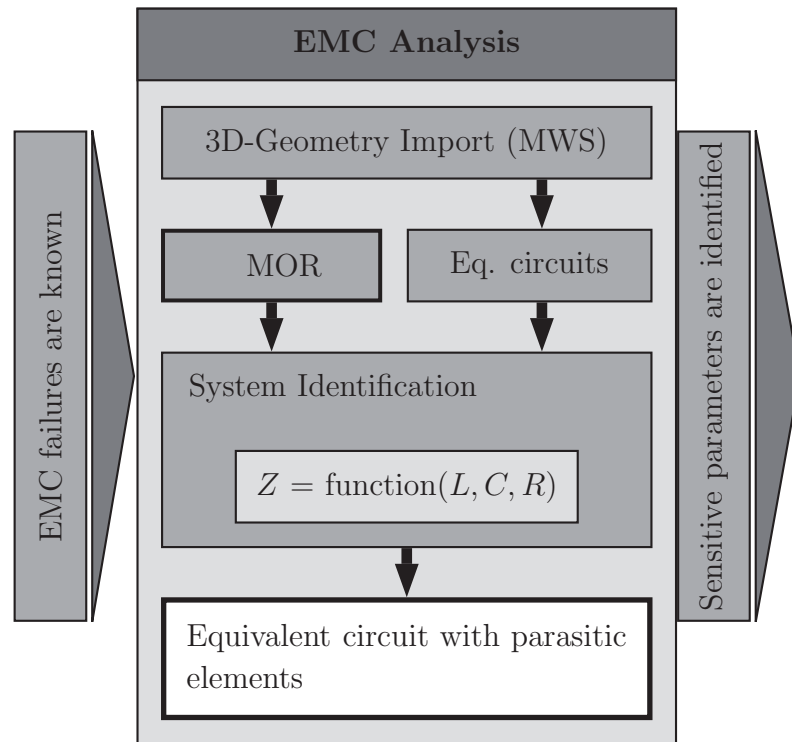 EMC Analysis
EMC failures are known
3D-Geometry Import (MWS)
MOR
Eq. circuits
System Identification
Z = function(L, C, R)
Equivalent circuit with parasitic
elements
Sensitive parameters are identified